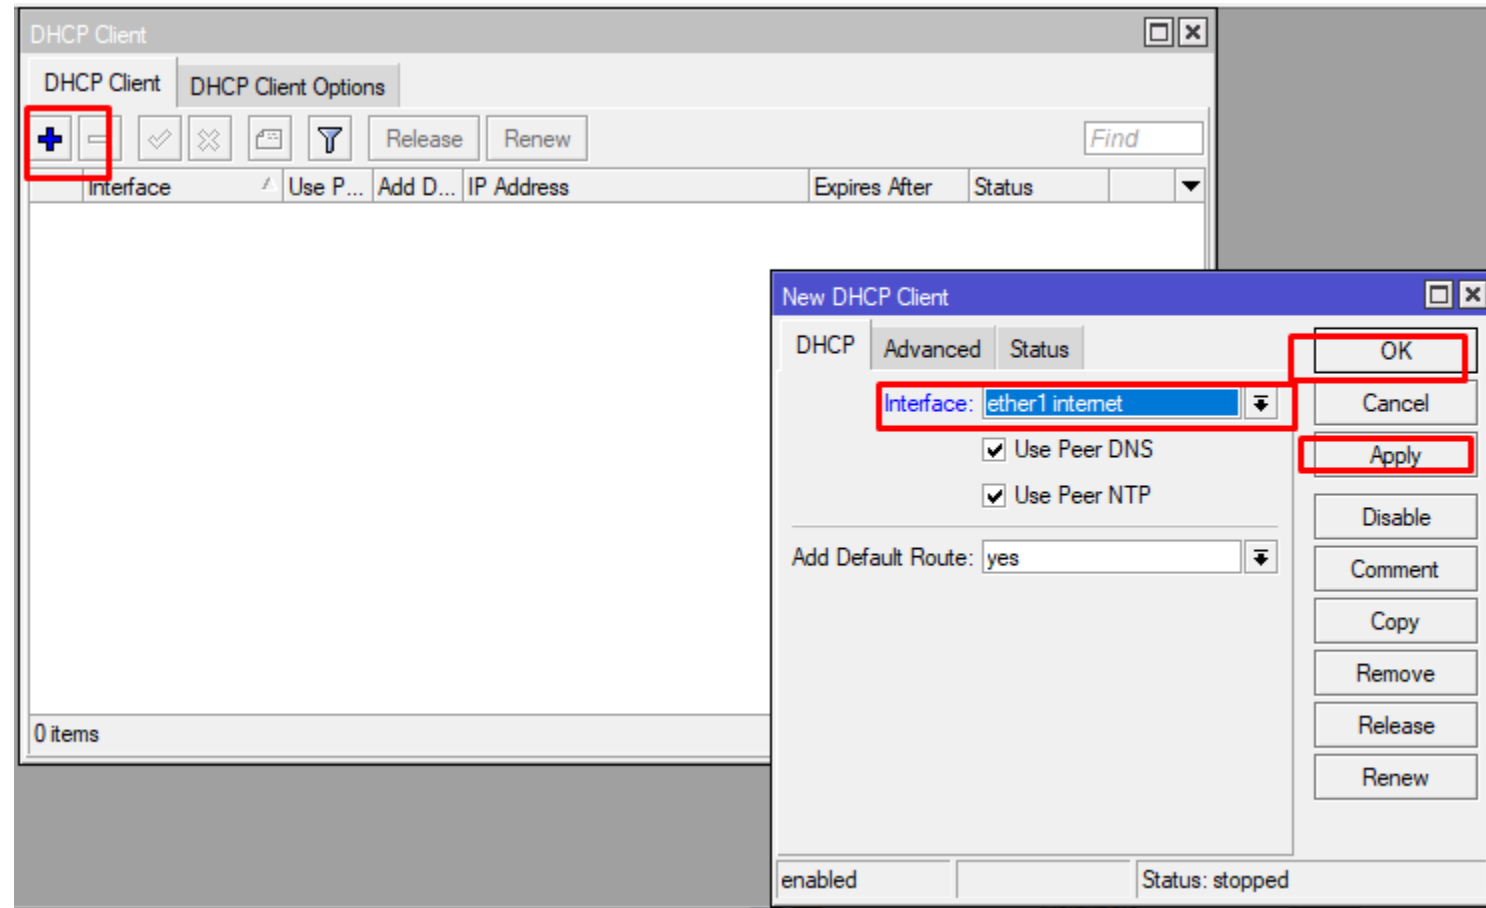 DHCP Client
DHCP Client DHCP Client Options
Release Renew Find
Interface Use P... Add D... IP Address Expires After Status
0 items
New DHCP Client
DHCP Advanced Status
Interface: ether1 internet
Use Peer DNS
Use Peer NTP
Add Default Route: yes
OK
Cancel
Apply
Disable
Comment
Copy
Remove
Release
Renew
enabled Status: stopped